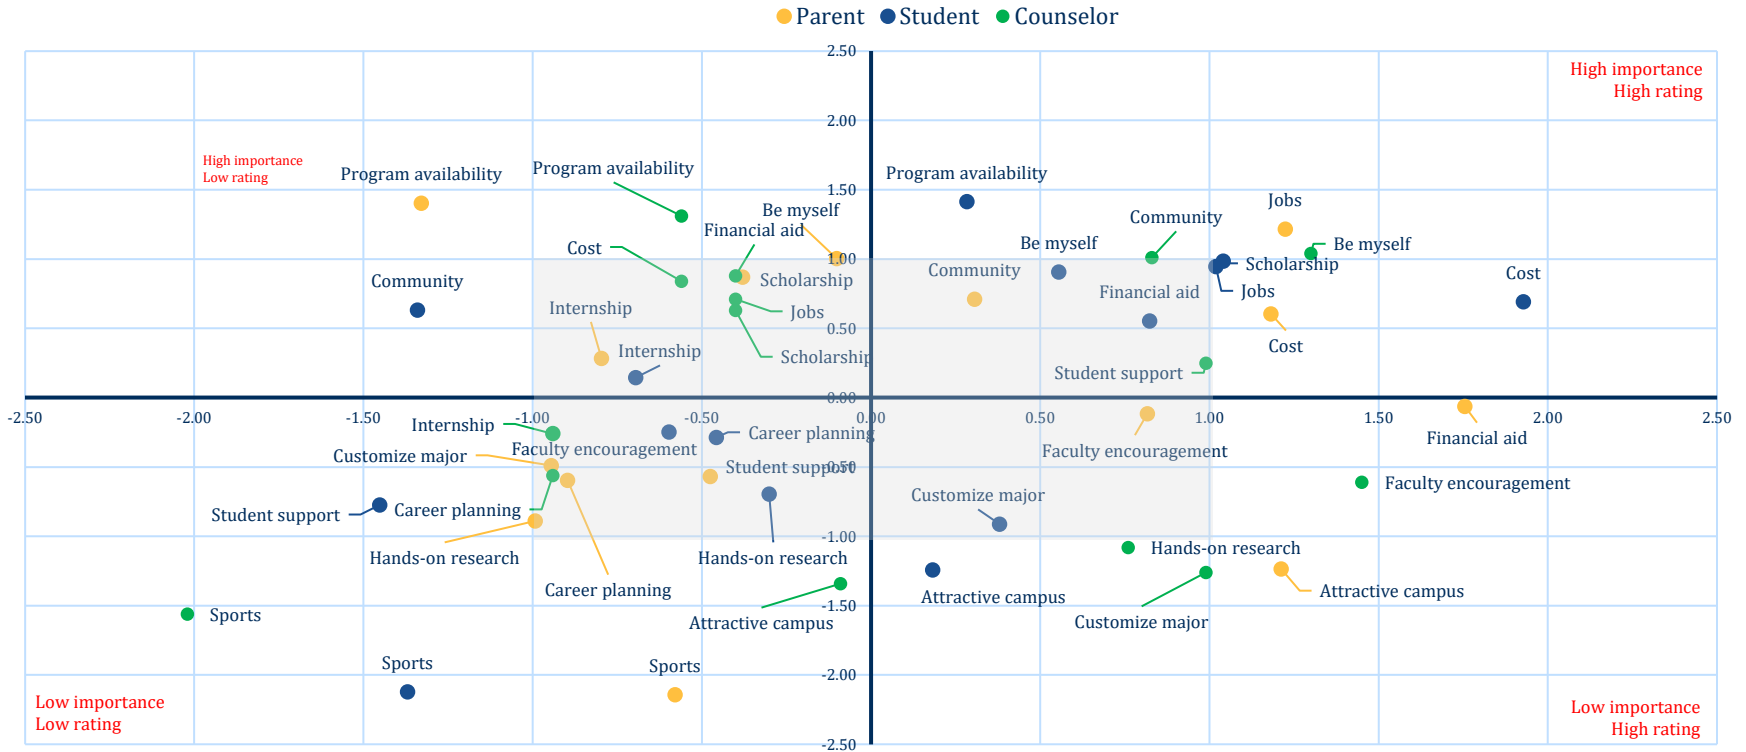 Parent Student Counselor
2.50
High importance
High rating
2.00
High importance
Low rating
Program availability
Program availability
Program availability
1.50
Jobs
Be myself
Community
Financial aid
Be myself
Be myself
Cost
1.00
Scholarship
Community
Cost
Community
Scholarship
Financial aid
Jobs
Internship
Jobs
0.50
Internship
Scholarship
Cost
Student support
0.00
-2.50 -2.00 -1.50 -1.00 -0.50 0.00 0.50 1.00 1.50 2.00 2.50
Internship
Career planning
Financial aid
Customize major
Faculty encouragement
Faculty encouragement
Student support
-0.50
Faculty encouragement
Customize major
Student support
Career planning
-1.00
Hands-on research
Hands-on research
Hands-on research
Career planning
Attractive campus
Attractive campus
-1.50
Sports
Attractive campus
Customize major
Sports
Sports
-2.00
Low importance
Low rating
Low importance
High rating
-2.50